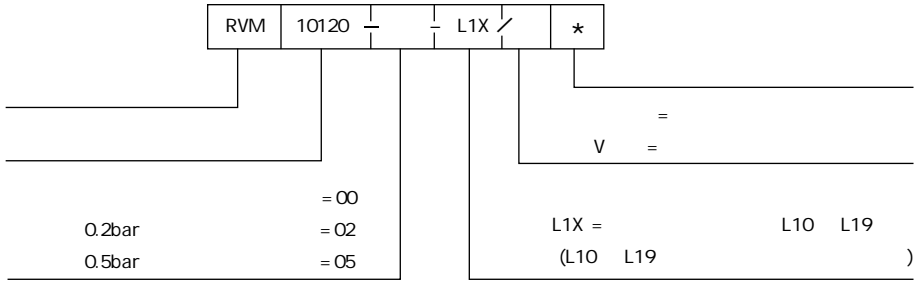 RVM 10120 - - L1X / *
=
V =
= 00
0.2bar = 02 L1X = L10 L19
0.5bar = 05 (L10 L19 )